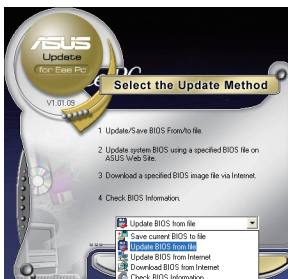 ASUS
Update
for Eee Pc
V1.01.09
PC
Select the Update Method
1 Update/Save BIOS From/to file.
2 Update system BIOS using a specified BIOS file on
ASUS Web Site.
3 Download a specified BIOS image file via Internet.
4 Check BIOS Information.
Update BIOS from file
Save current BIOS to file
Update BIOS from file
Update BIOS from Internet
Download BIOS from Internet
Check BIOS Information